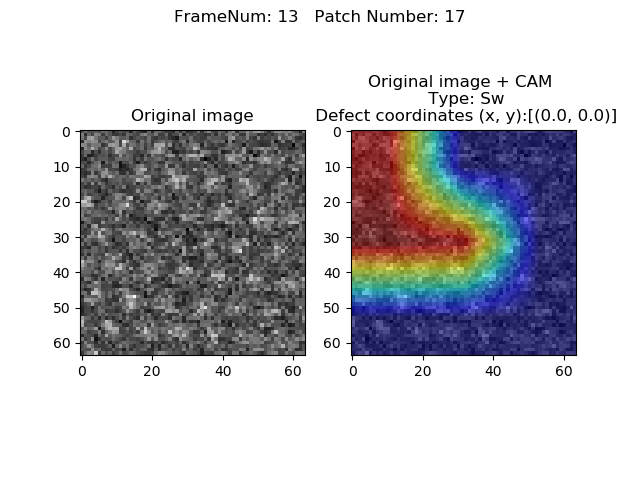 FrameNum: 13   Patch Number: 17
Original image
0
10
20
30
40
50
60
0 20 40 60
Original image + CAM
Type: Sw
Defect coordinates (x, y):[(0.0, 0.0)]
0
10
20
30
40
50
60
0 20 40 60